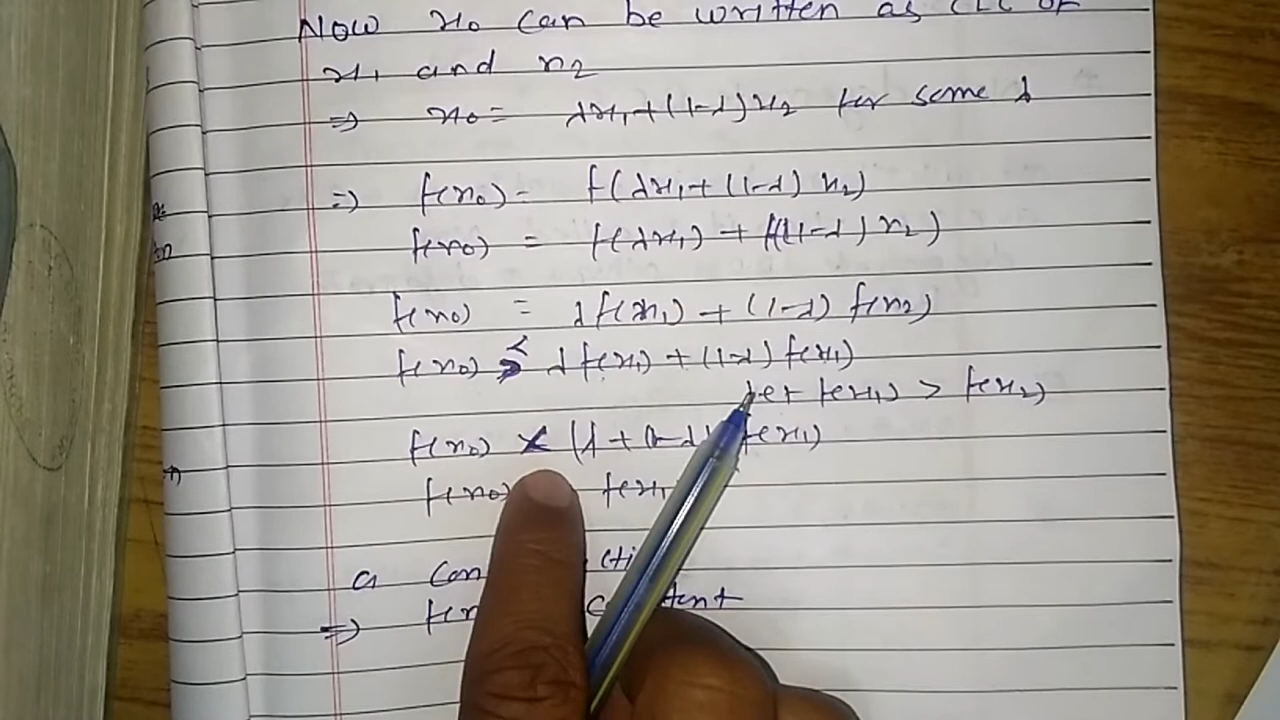 Now x₀ can be written as CLC of
x₁ and x₂
⇒ x₀ = λx₁ + (1-λ)x₂ for some λ
⇒ f(x₀) = f(λx₁ + (1-λ) x₂)
f(x₀) = f(λx₁) + f((1-λ) x₂)
f(x₀) = λ f(x₁) + (1-λ) f(x₂)
f(x₀) < λ f(x₁) + (1-λ) f(x₁)
let f(x₁) > f(x₂)
f(x₀) < (λ + (1-λ)) f(x₁)
f(x₀) f(x₁
a Con cti
⇒ f(x tent